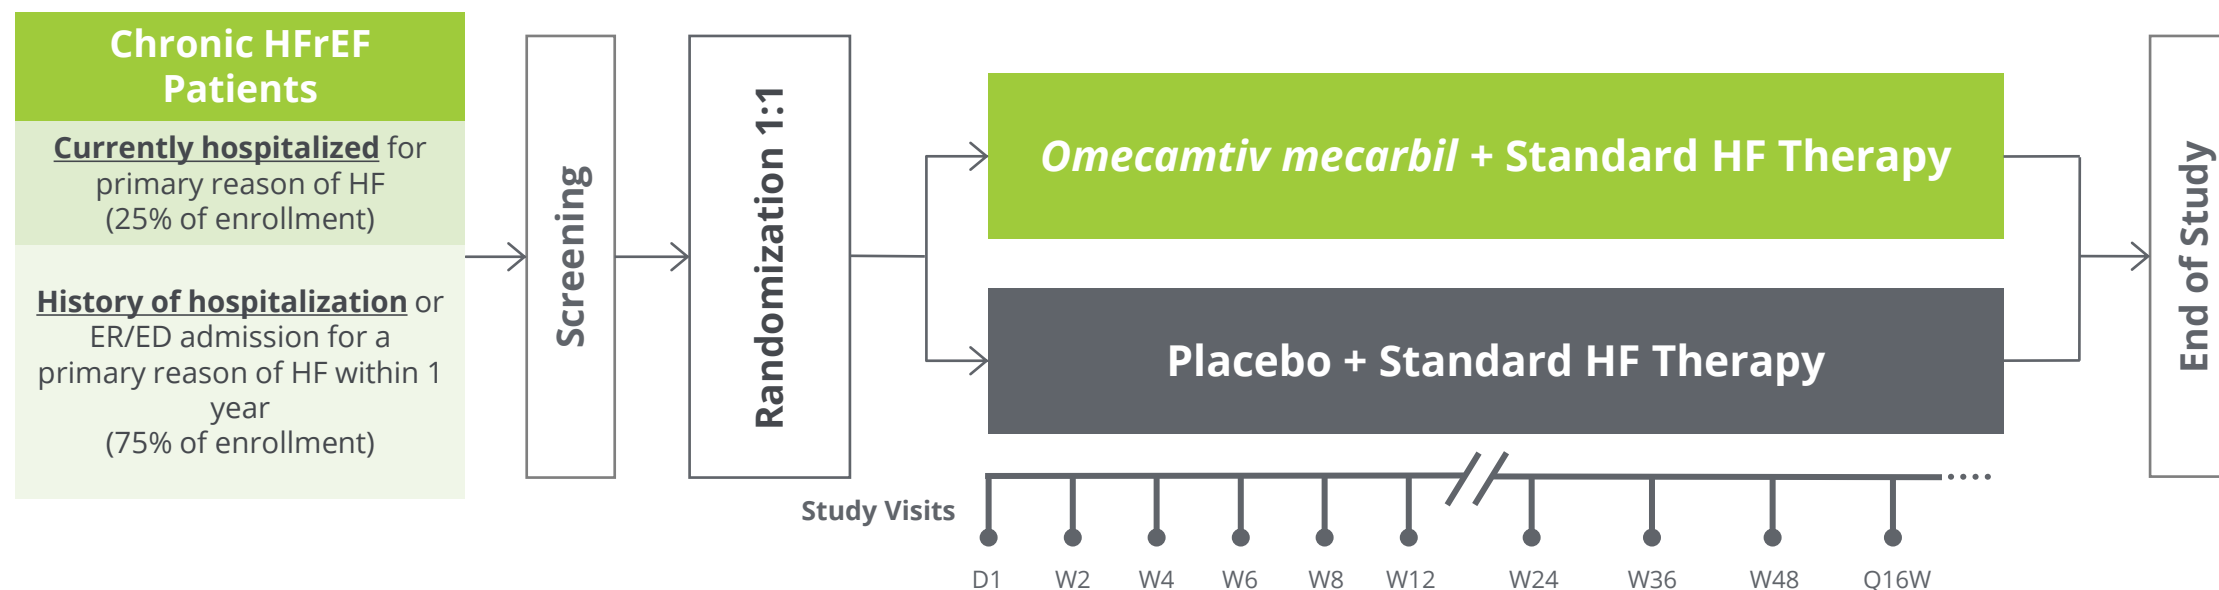 Chronic HFrEF
Patients
Currently hospitalized for
primary reason of HF
(25% of enrollment)
History of hospitalization or
ER/ED admission for a
primary reason of HF within 1
year
(75% of enrollment)
Screening
Randomization 1:1
Omecamtiv mecarbil + Standard HF Therapy
Placebo + Standard HF Therapy
End of Study
Study Visits
D1 W2 W4 W6 W8 W12 W24 W36 W48 Q16W